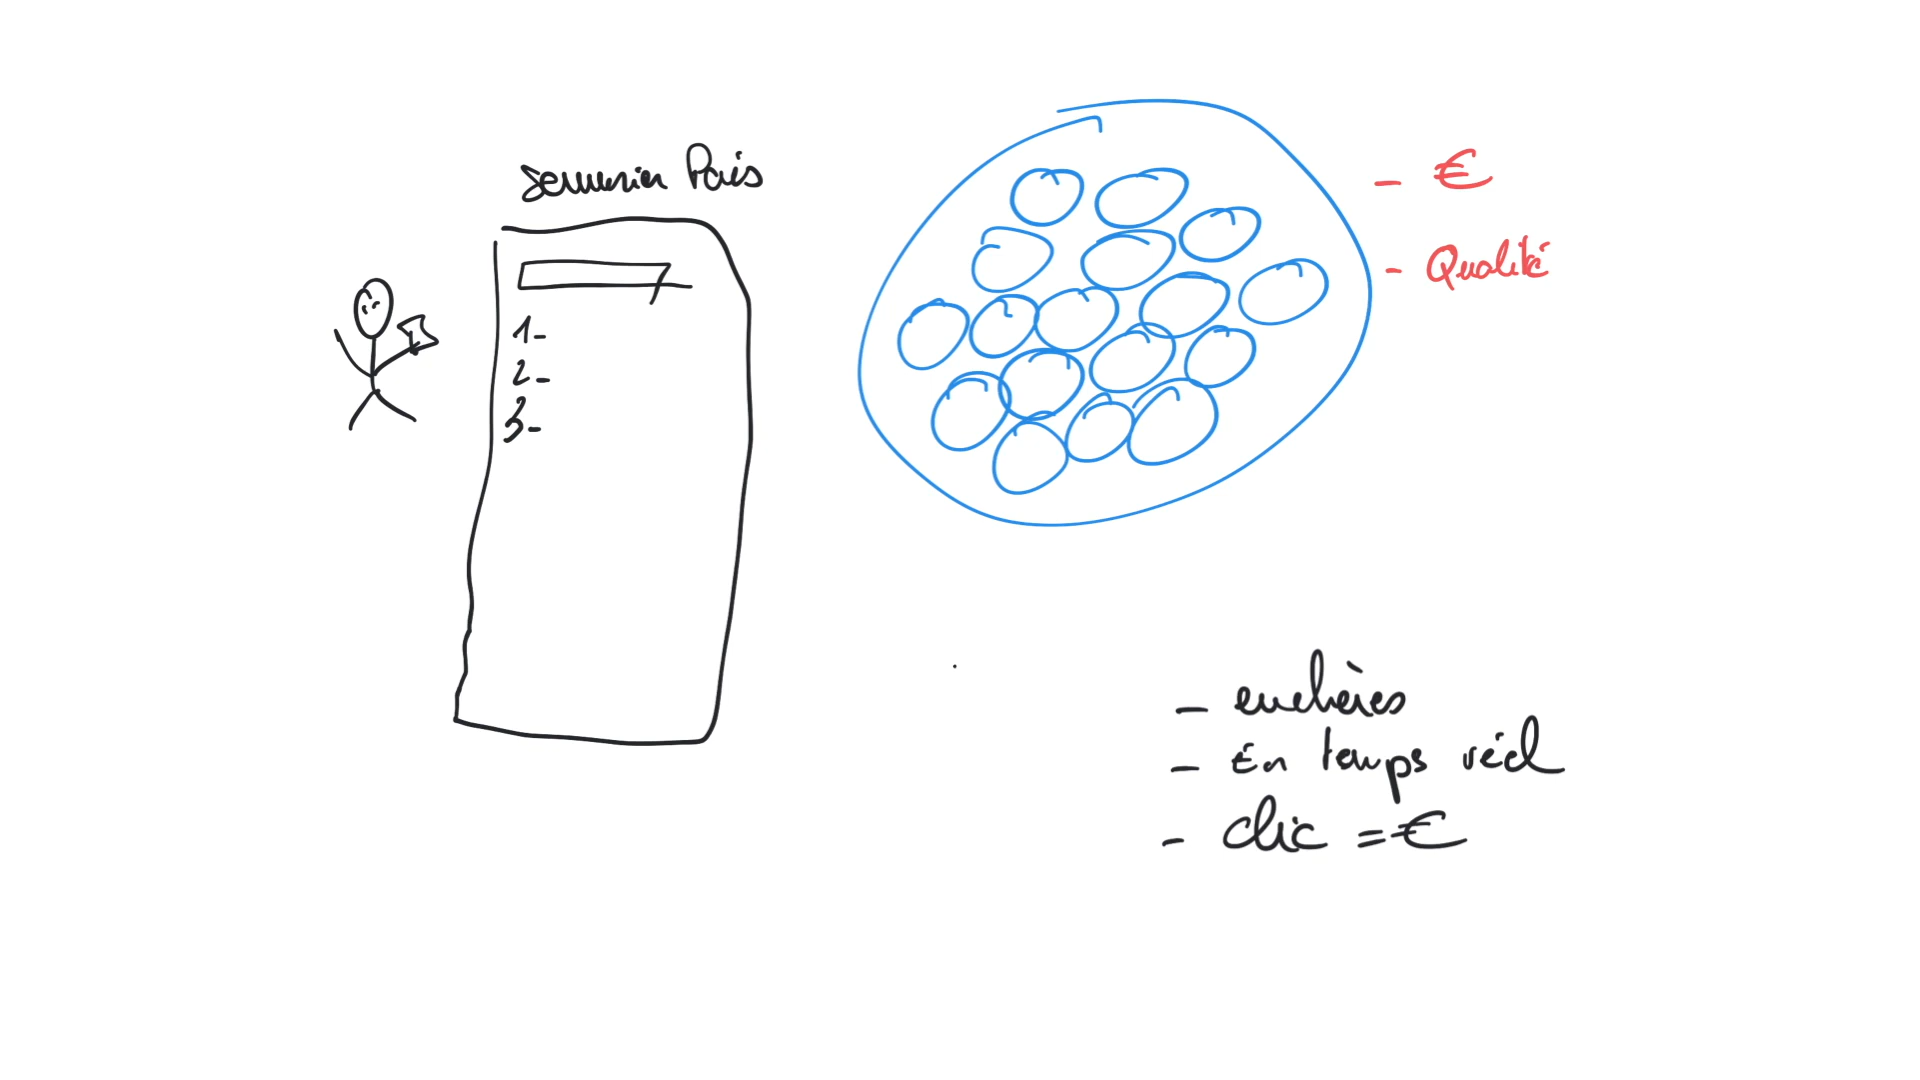 Serrurier Paris
1-
2-
3-
- €
- Qualité
- enchères
- En temps réel
- clic = €